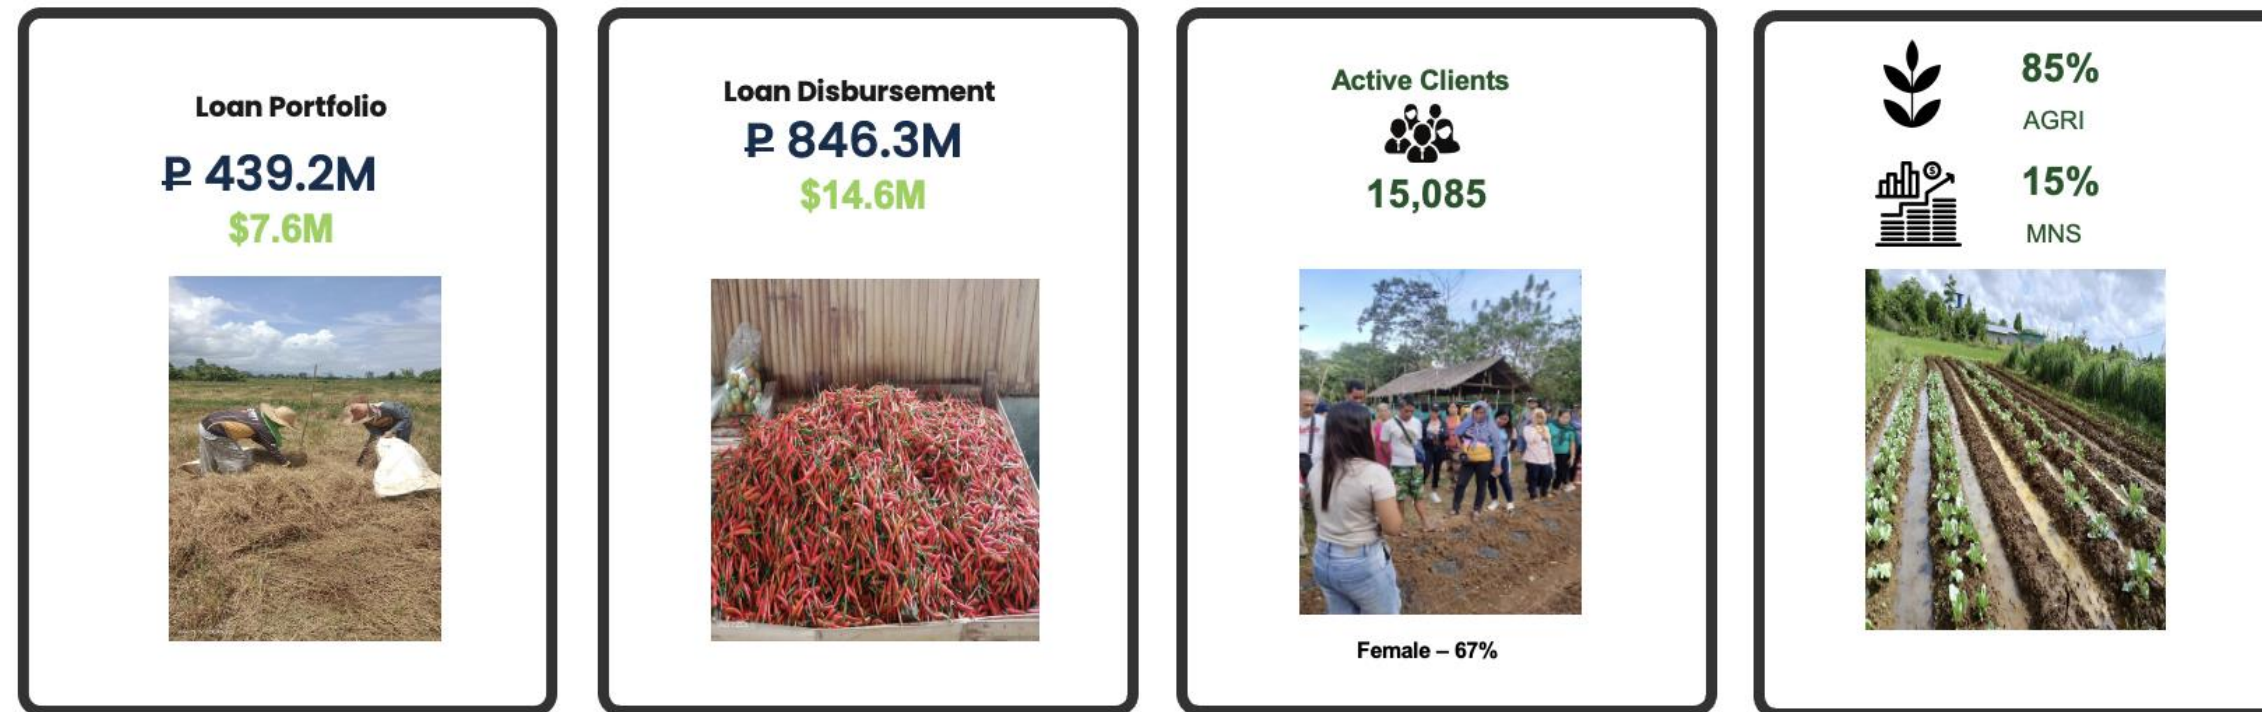 Loan Portfolio
₱ 439.2M
$7.6M
Loan Disbursement
₱ 846.3M
$14.6M
Active Clients
15,085
Female – 67%
85%
AGRI
15%
MNS